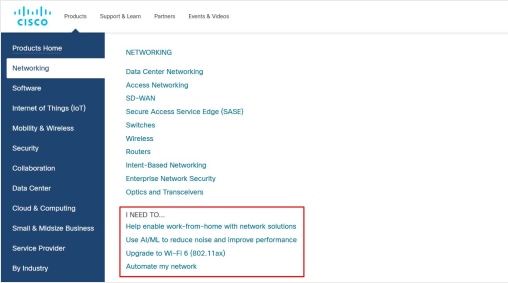 CISCO
Products
Support & Learn
Partners
Events & Videos
Products Home
Networking
Software
Internet of Things (IoT)
Mobility & Wireless
Security
Collaboration
Data Center
Cloud & Computing
Small & Midsize Business
Service Provider
By Industry
NETWORKING
Data Center Networking
Access Networking
SD-WAN
Secure Access Service Edge (SASE)
Switches
Wireless
Routers
Intent-Based Networking
Enterprise Network Security
Optics and Transceivers
I NEED TO...
Help enable work-from-home with network solutions
Use AI/ML to reduce noise and improve performance
Upgrade to Wi-Fi 6 (802.11ax)
Automate my network